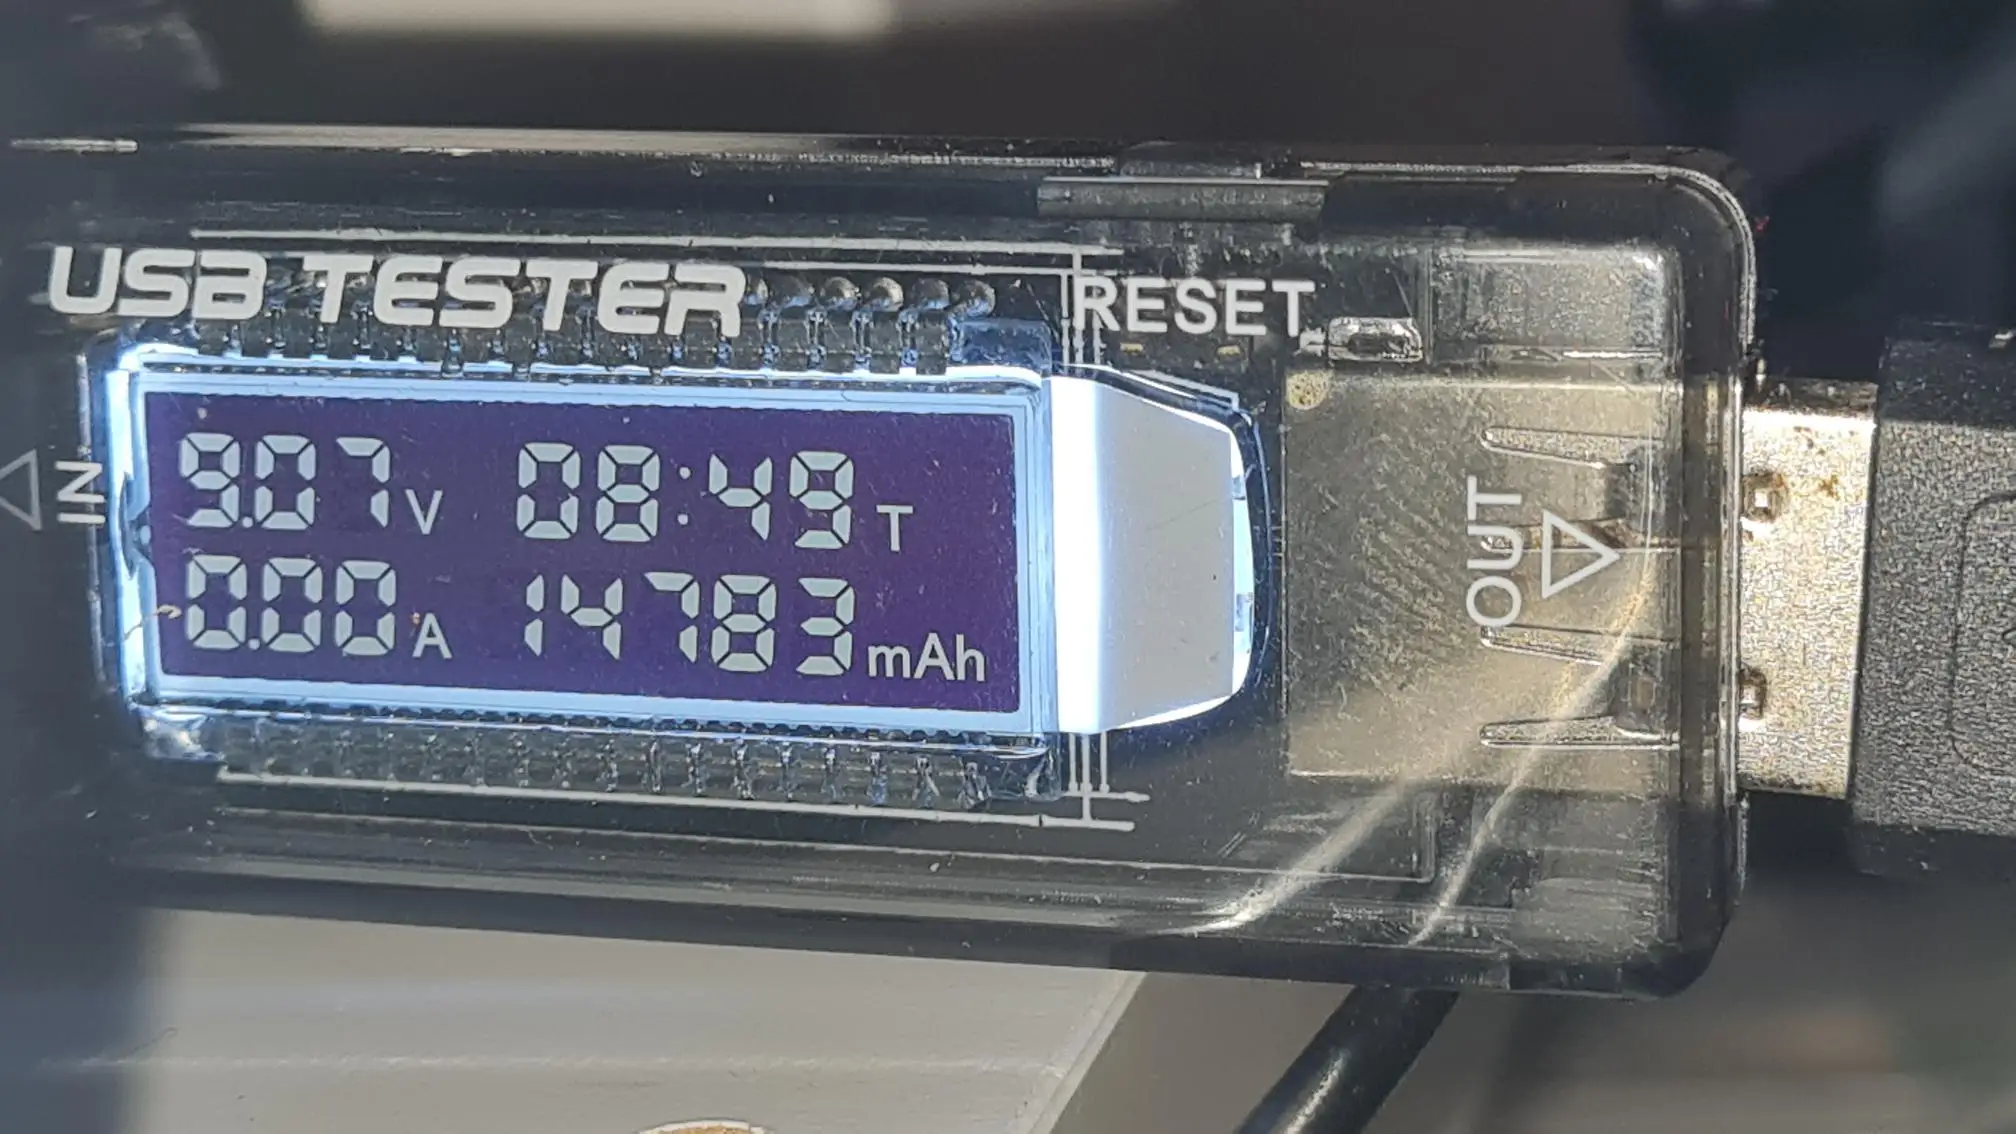 USB TESTER
RESET
IN
9.07V 08:49T
0.00A 14783mAh
OUT